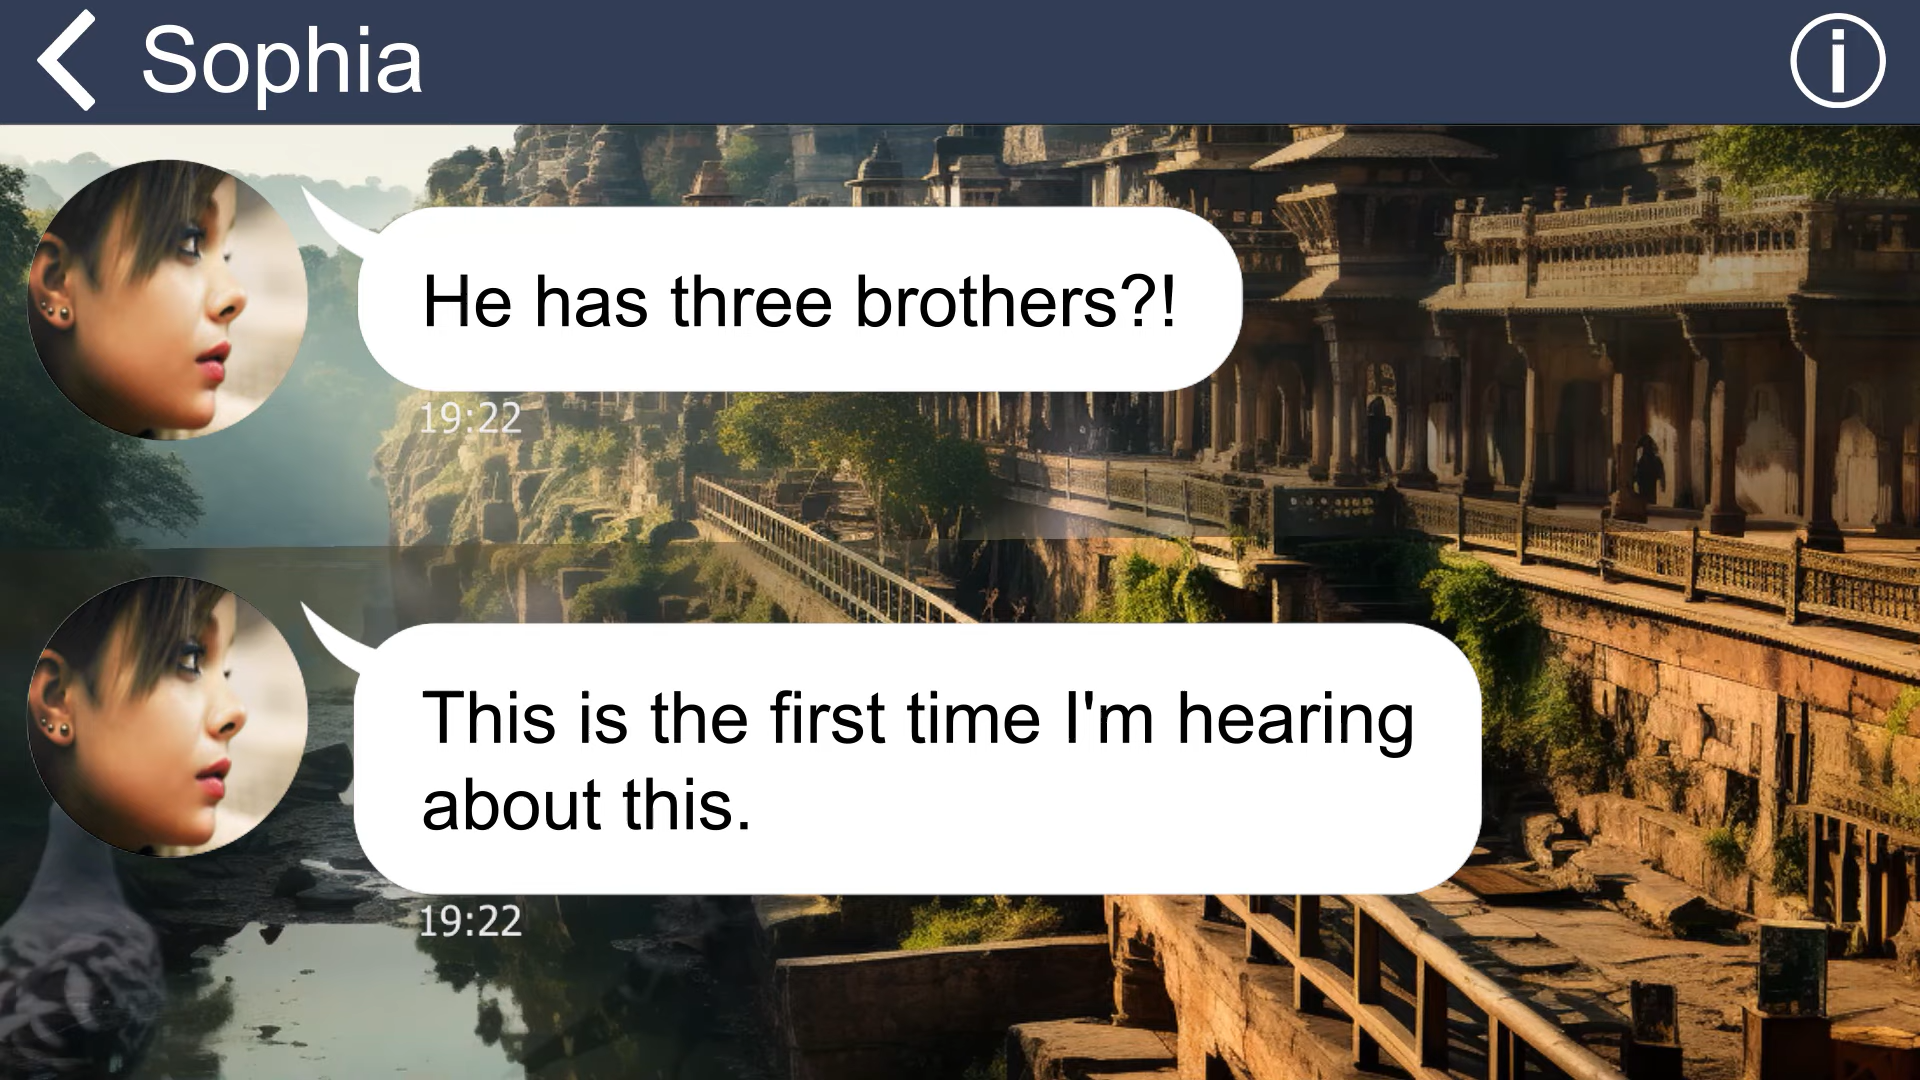 Sophia
He has three brothers?!
19:22
This is the first time I'm hearing
about this.
19:22